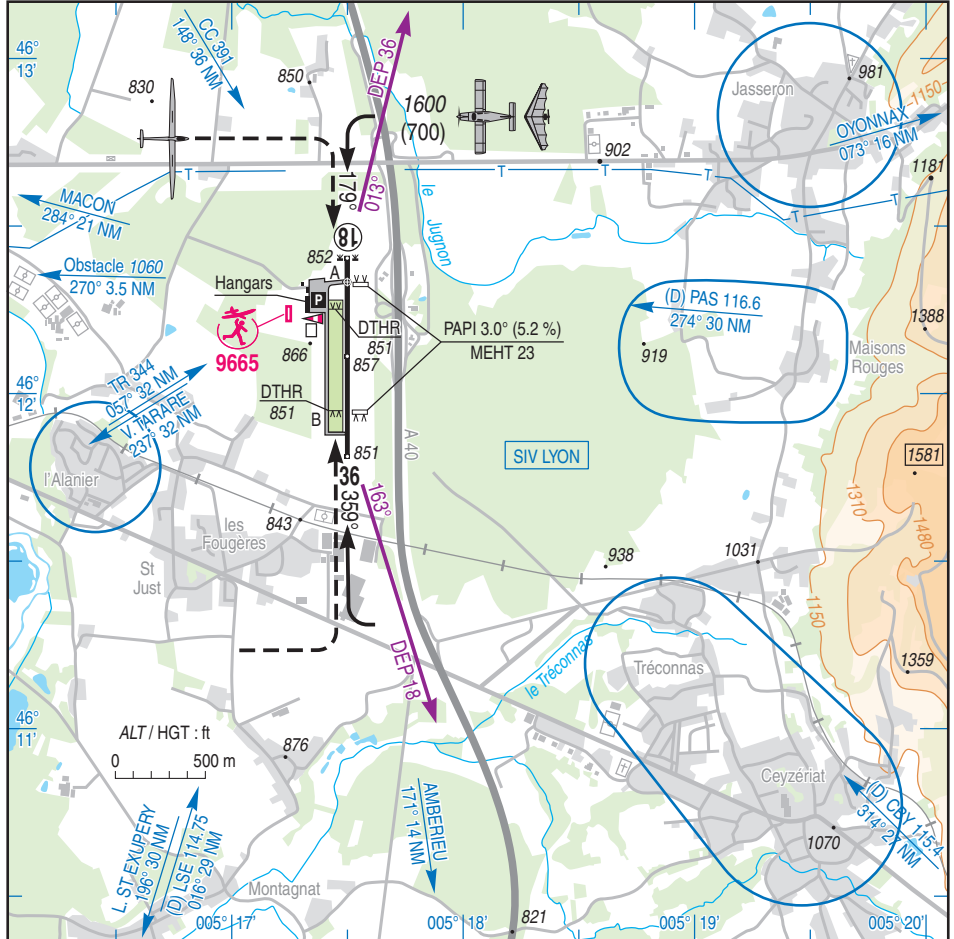 46°
13'
CC 391
148° 36 NM
830
850
DEP 36
1600
(700)
981
Jasseron
1150
OYONNAX
073° 16 NM
902
1181
T
T
T
T
T
T
179°
013°
le Jugnon
MACON
284° 21 NM
18
852
A
Obstacle 1060
270° 3.5 NM
Hangars
P
(D) PAS 116.6
274° 30 NM
DTHR
851
PAPI 3.0° (5.2 %)
MEHT 23
1388
919
Maisons
Rouges
9665
866
857
TR 344
057° 32 NM
V. TARARE
237° 32 NM
46°
12'
DTHR
851
B
A 40
851
SIV LYON
1581
l'Alanier
36
359°
163°
1310
1480
843
les
Fougères
St
Just
938
1031
1150
DEP 18
le Tréconnas
Tréconnas
1359
46°
11'
ALT / HGT : ft
0
500 m
876
Ceyzériat
(D) CBY 115.4
314° 27 NM
L. ST EXUPERY
196° 30 NM
(D) LSE 114.75
016° 29 NM
AMBERIEU
171° 14 NM
1070
Montagnat
821
005° 17'
005° 18'
005° 19'
005° 20'